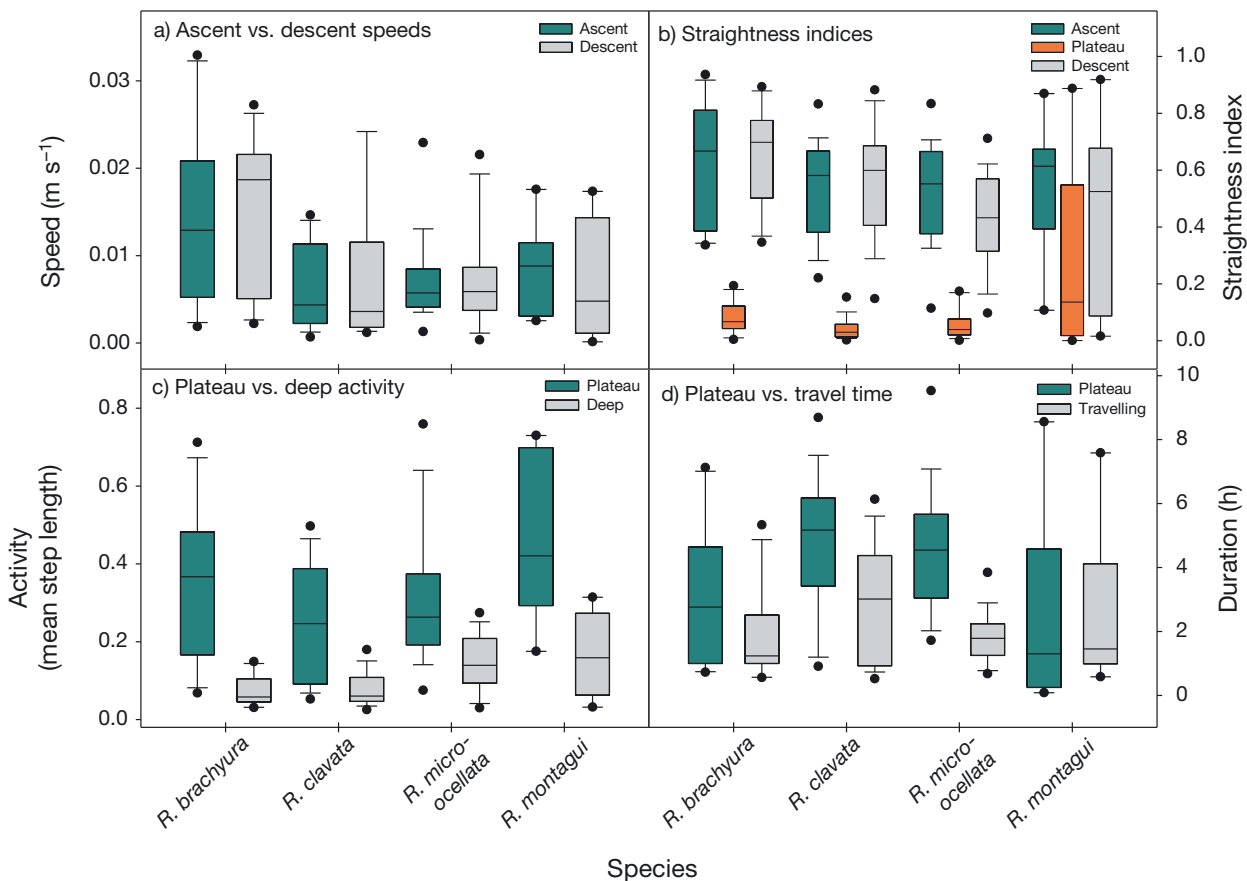 a) Ascent vs. descent speeds
Ascent
Descent
0.03
0.02
0.01
0.00
Speed (m s⁻¹)
b) Straightness indices
Ascent
Plateau
Descent
1.0
0.8
0.6
0.4
0.2
0.0
Straightness index
c) Plateau vs. deep activity
Plateau
Deep
0.8
0.6
0.4
0.2
0.0
Activity
(mean step length)
d) Plateau vs. travel time
Plateau
Travelling
10
8
6
4
2
0
Duration (h)
R. brachyura
R. clavata
R. micro-
ocellata
R. montagui
R. brachyura
R. clavata
R. micro-
ocellata
R. montagui
Species